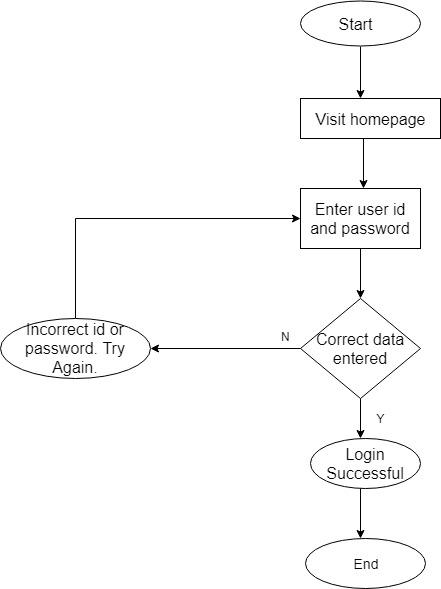 Start
Visit homepage
Enter user id
and password
Correct data
entered
N
Incorrect id or
password. Try
Again.
Y
Login
Successful
End